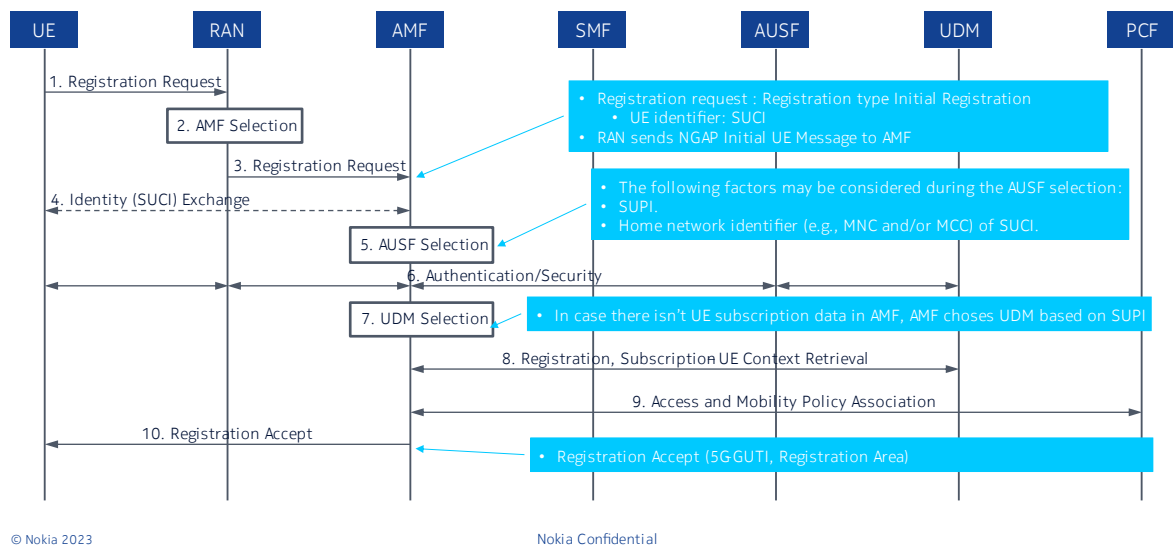 UE RAN AMF SMF AUSF UDM PCF
1. Registration Request
• Registration request : Registration type Initial Registration
• UE identifier: SUCI
• RAN sends NGAP Initial UE Message to AMF
2. AMF Selection
3. Registration Request
• The following factors may be considered during the AUSF selection:
• SUPI.
• Home network identifier (e.g., MNC and/or MCC) of SUCI.
4. Identity (SUCI) Exchange
5. AUSF Selection
6. Authentication/Security
7. UDM Selection
• In case there isn't UE subscription data in AMF, AMF choses UDM based on SUPI
8. Registration, Subscription-UE Context Retrieval
9. Access and Mobility Policy Association
10. Registration Accept
• Registration Accept (5G-GUTI, Registration Area)
© Nokia 2023
Nokia Confidential